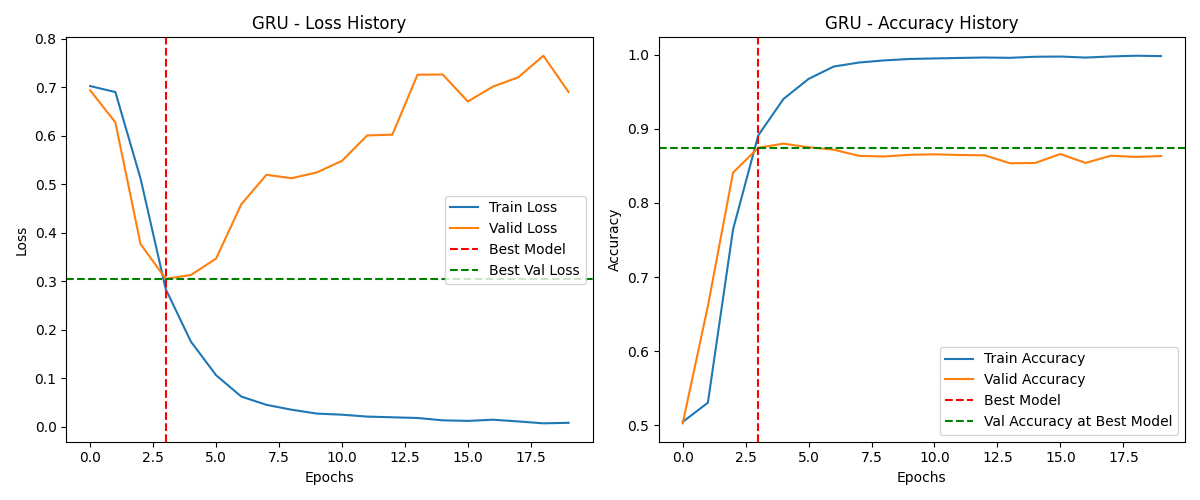 GRU - Loss History
0.8
0.7
0.6
0.5
0.4
0.3
0.2
0.1
0.0
Loss
Train Loss
Valid Loss
Best Model
Best Val Loss
0.0 2.5 5.0 7.5 10.0 12.5 15.0 17.5
Epochs
GRU - Accuracy History
1.0
0.9
0.8
0.7
0.6
0.5
Accuracy
Train Accuracy
Valid Accuracy
Best Model
Val Accuracy at Best Model
0.0 2.5 5.0 7.5 10.0 12.5 15.0 17.5
Epochs